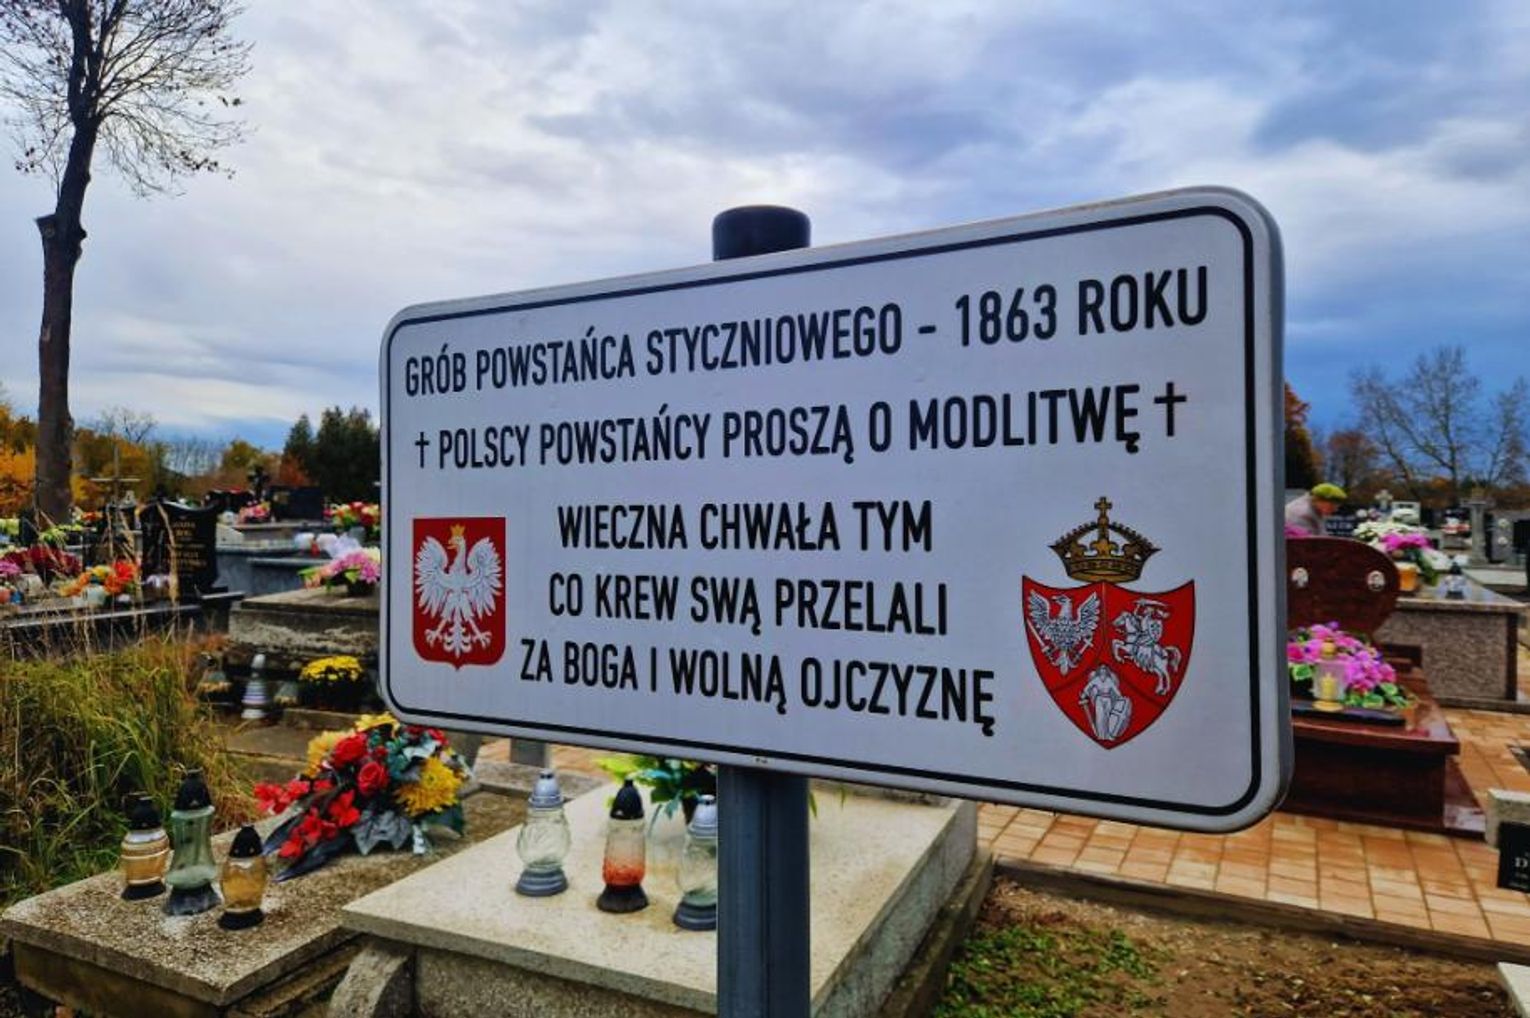 GRÓB POWSTAŃCA STYCZNIOWEGO - 1863 ROKU
† POLSCY POWSTAŃCY PROSZĄ O MODLITWĘ †
WIECZNA CHWAŁA TYM
CO KREW SWĄ PRZELALI
ZA BOGA I WOLNĄ OJCZYZNĘ